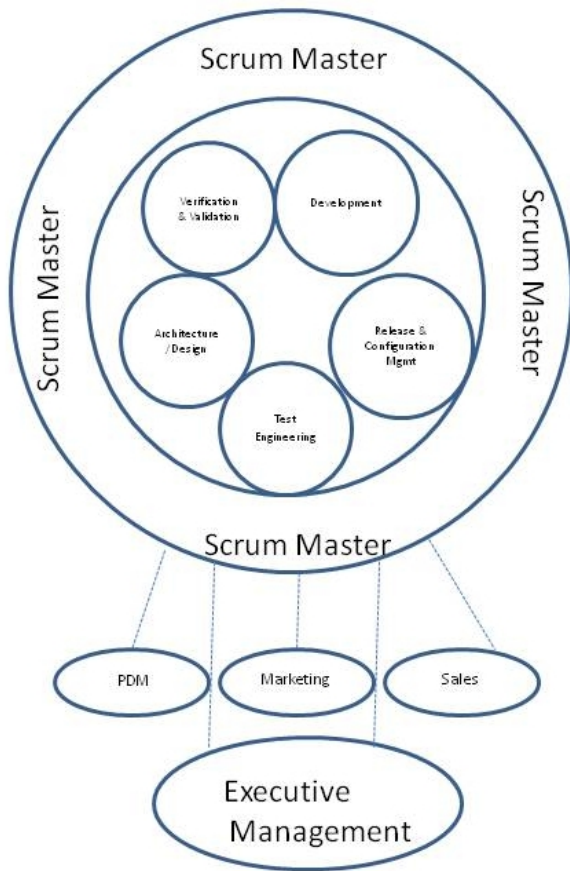 Scrum Master
Verification
& Validation
Development
Scrum Master
Scrum Master
Architecture
/Design
Release &
Configuration
Mgmt
Test
Engineering
Scrum Master
PDM
Marketing
Sales
Executive
Management